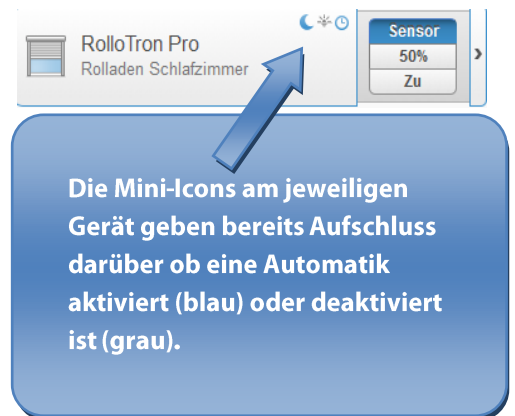 RolloTron Pro
Rolladen Schlafzimmer
Sensor
50%
Zu
Die Mini-Icons am jeweiligen
Gerät geben bereits Aufschluss
darüber ob eine Automatik
aktiviert (blau) oder deaktiviert
ist (grau).